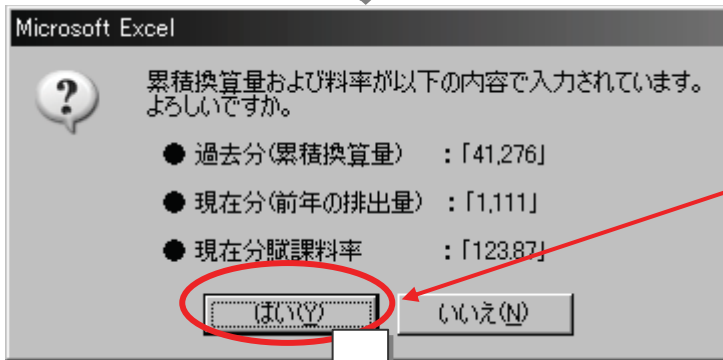 Microsoft Excel
累積換算量および料率が以下の内容で入力されています。
よろしいですか。
● 過去分(累積換算量) :「41,276」
● 現在分(前年の排出量) :「1,111」
● 現在分賦課料率 :「123.87」
はい(Y)
いいえ(N)